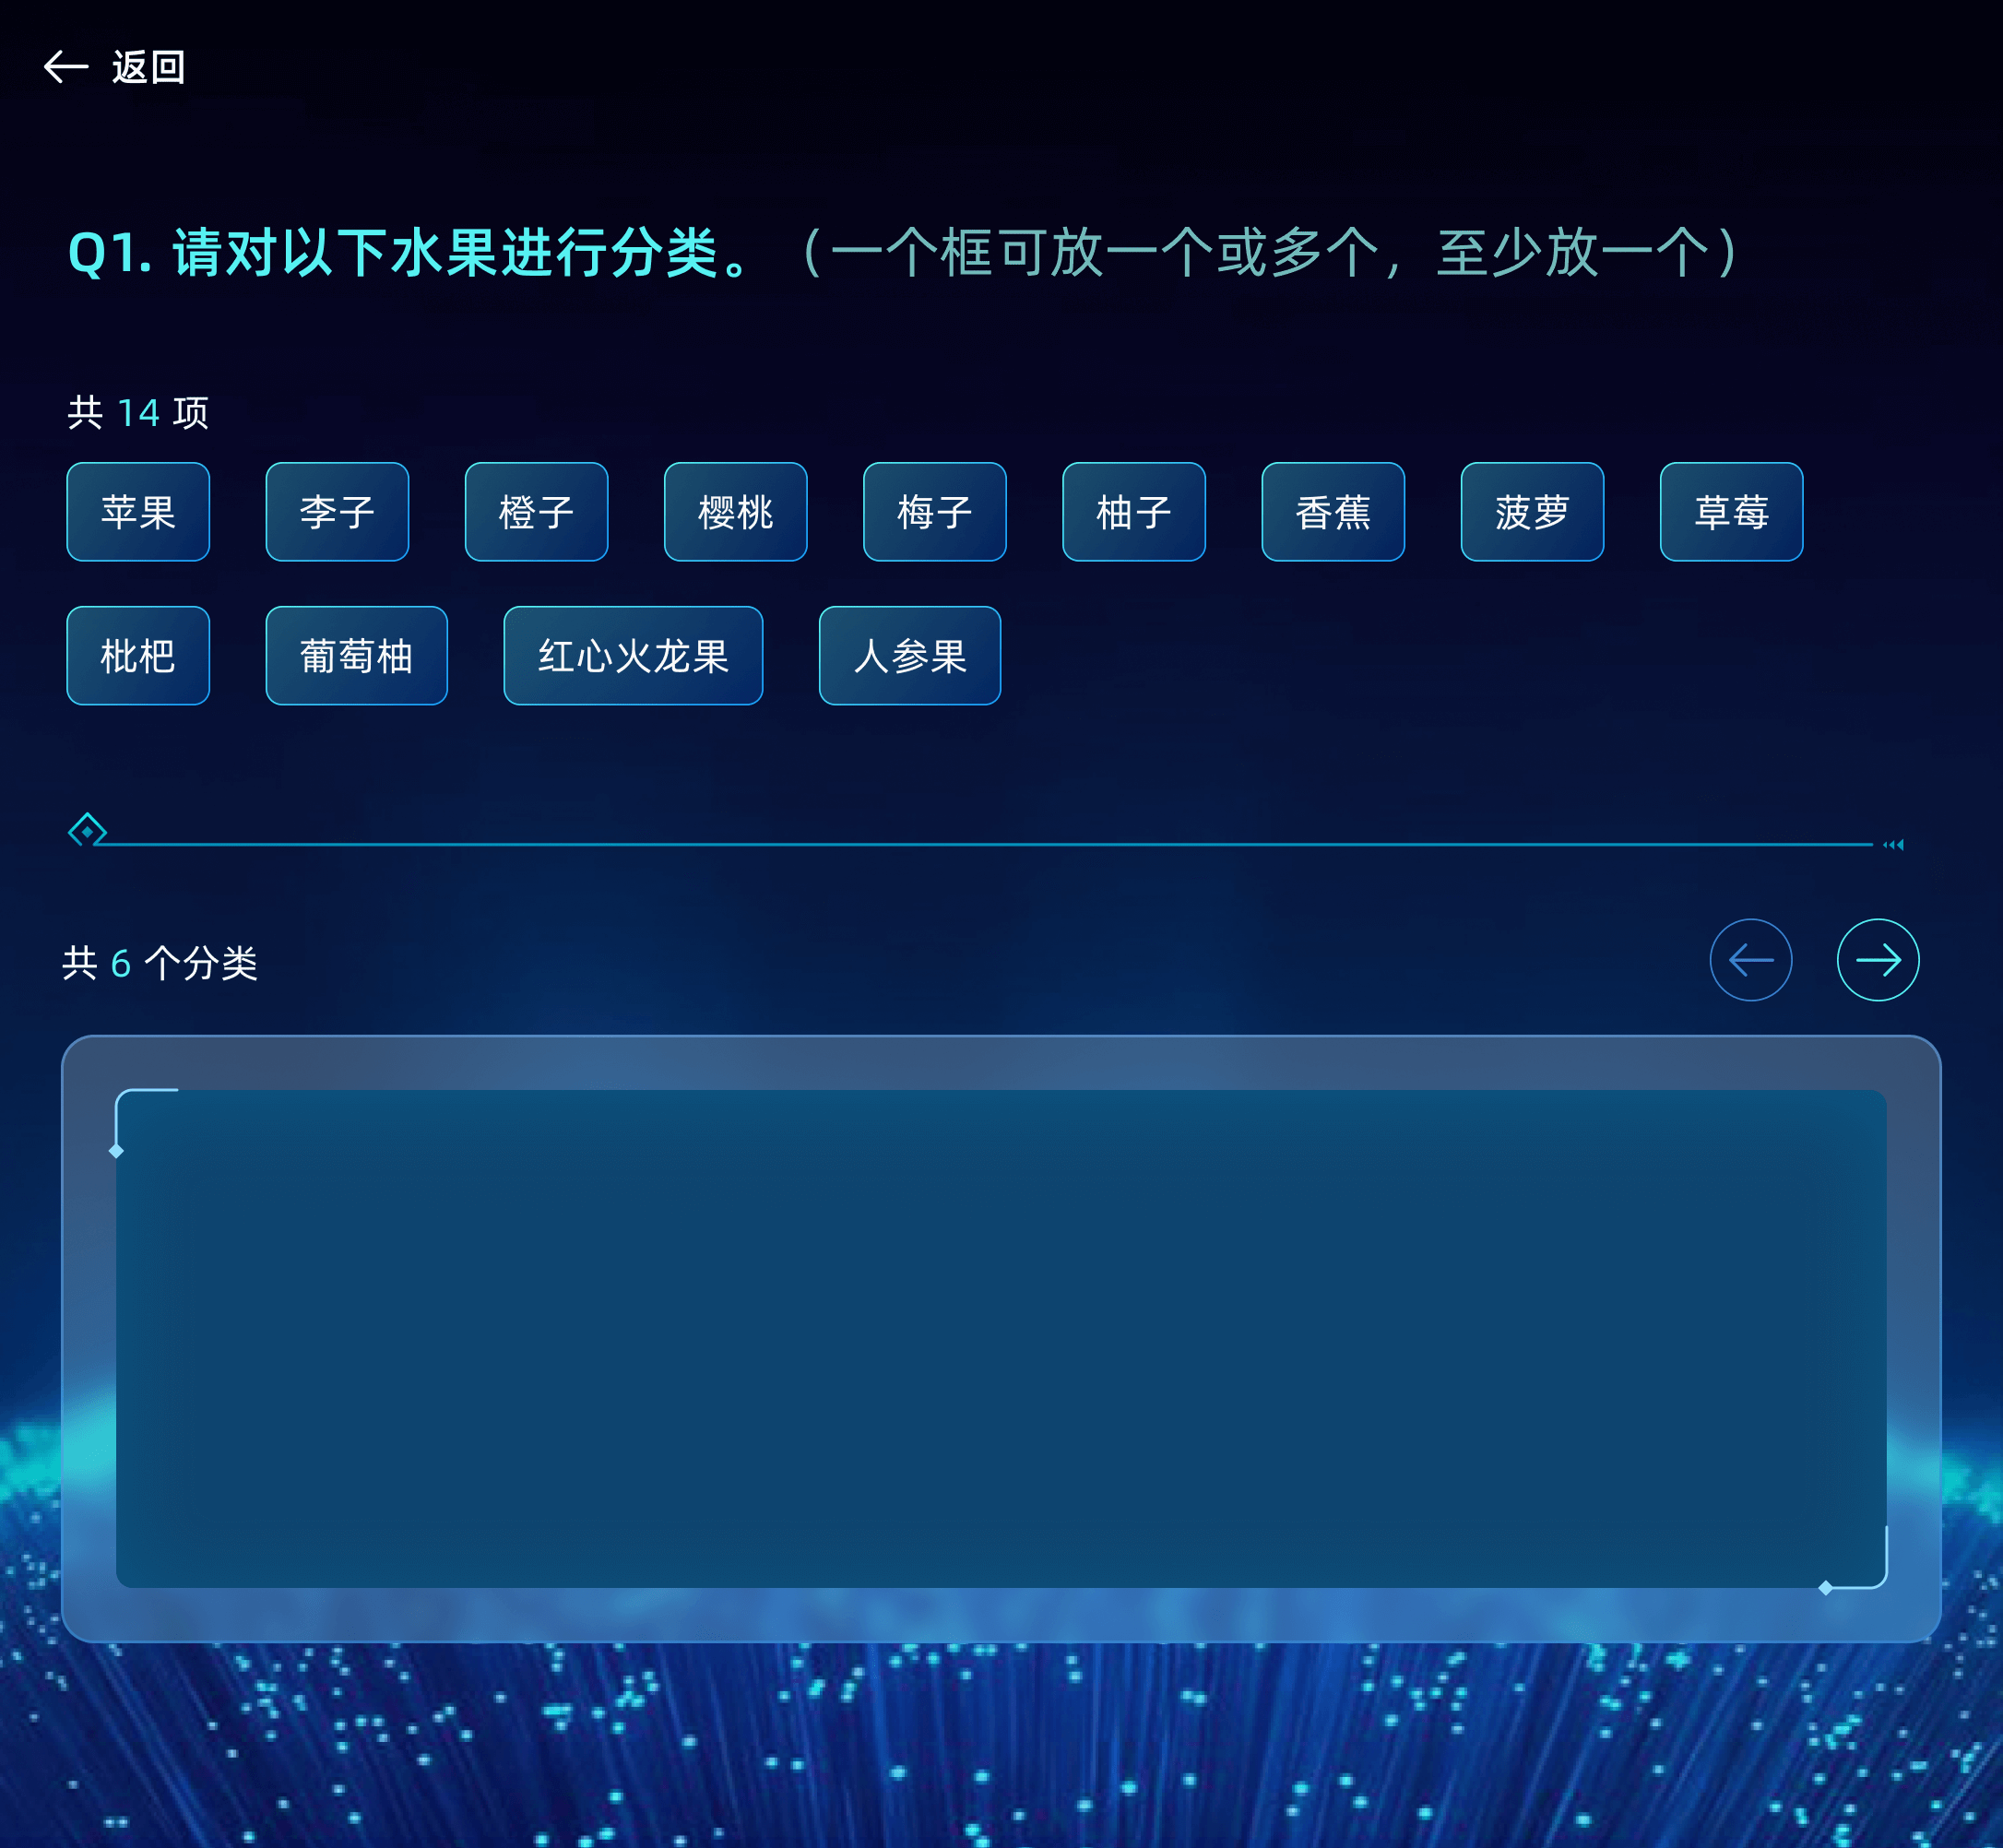 返回
Q1. 请对以下水果进行分类。（一个框可放一个或多个，至少放一个）
共 14 项
苹果 李子 橙子 樱桃 梅子 柚子 香蕉 菠萝 草莓
枇杷 葡萄柚 红心火龙果 人参果
共 6 个分类